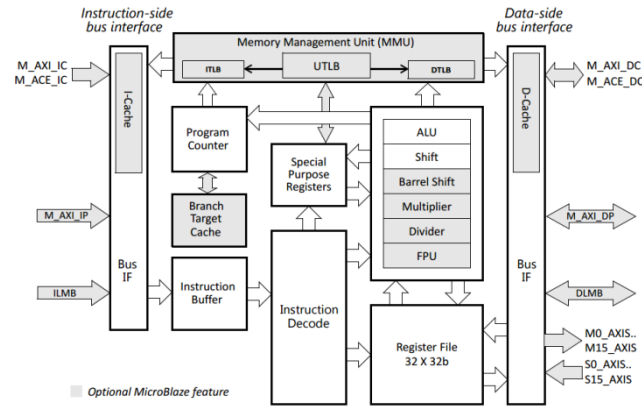 Instruction-side
bus interface
Data-side
bus interface
Memory Management Unit (MMU)
ITLB
UTLB
DTLB
M_AXI_IC
M_ACE_IC
I-Cache
D-Cache
M_AXI_DC
M_ACE_DC
Program
Counter
Special
Purpose
Registers
ALU
Shift
Barrel Shift
Multiplier
Divider
FPU
Branch
Target
Cache
M_AXI_IP
M_AXI_DP
Bus
IF
Bus
IF
ILMB
DLMB
Instruction
Buffer
Instruction
Decode
Register File
32 X 32b
M0_AXIS..
M15_AXIS
S0_AXIS..
S15_AXIS
Optional MicroBlaze feature